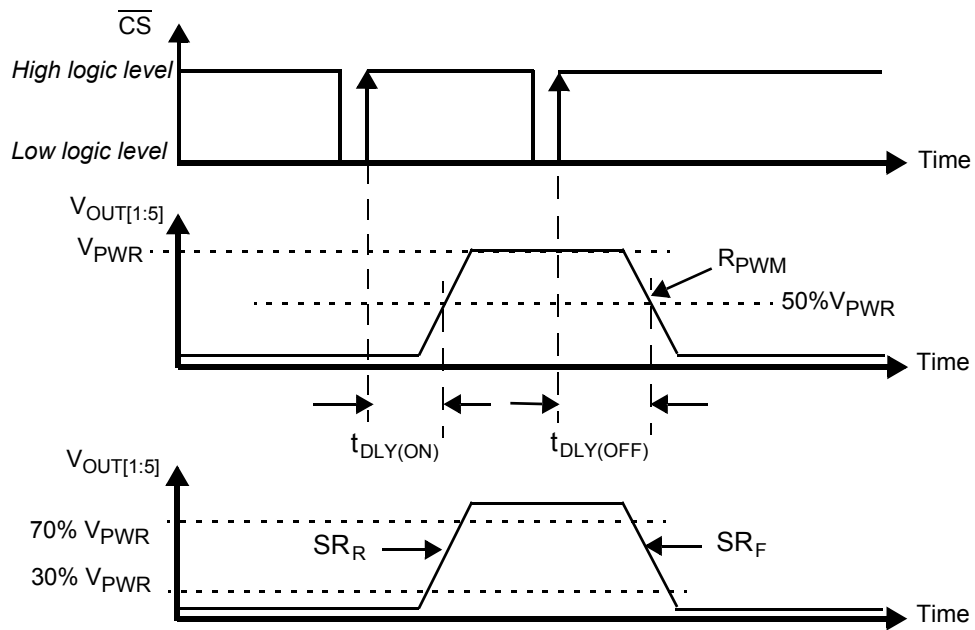 CS
High logic level
Low logic level
Time
VOUT[1:5]
VPWR
RPWM
50%VPWR
Time
tDLY(ON)
tDLY(OFF)
VOUT[1:5]
70% VPWR
SRR
SRF
30% VPWR
Time